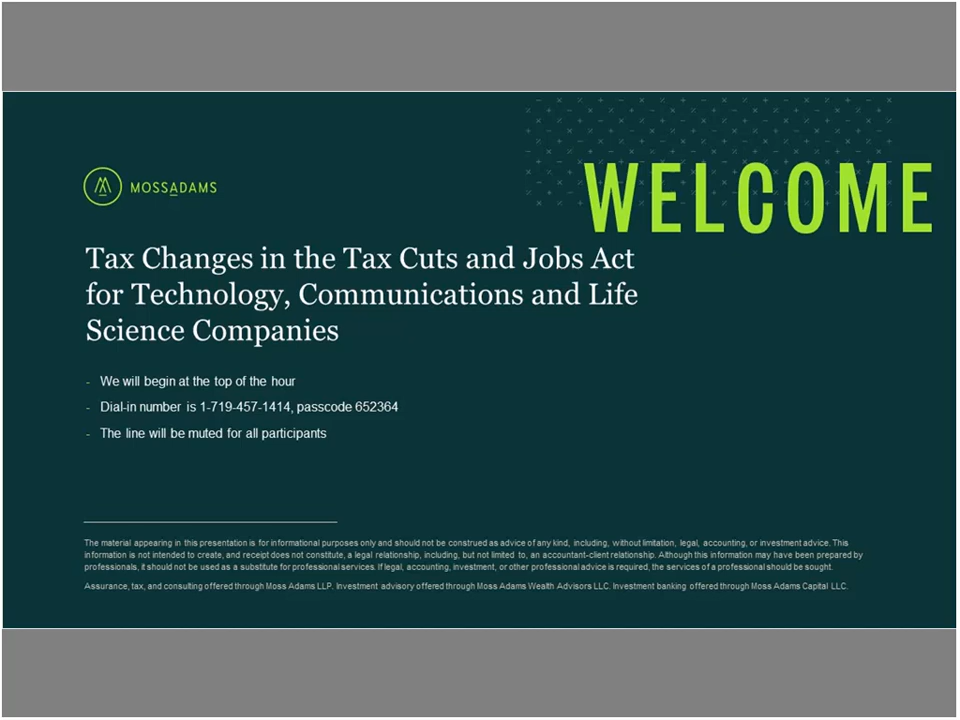 MOSSADAMS
WELCOME
Tax Changes in the Tax Cuts and Jobs Act
for Technology, Communications and Life
Science Companies
- We will begin at the top of the hour
- Dial-in number is 1-719-457-1414, passcode 652364
- The line will be muted for all participants
The material appearing in this presentation is for informational purposes only and should not be construed as advice of any kind, including, without limitation, legal, accounting, or investment advice. This
information is not intended to create, and receipt does not constitute, a legal relationship, including, but not limited to, an accountant-client relationship. Although this information may have been prepared by
professionals, it should not be used as a substitute for professional services. If legal, accounting, investment, or other professional advice is required, the services of a professional should be sought.
Assurance, tax, and consulting offered through Moss Adams LLP. Investment advisory offered through Moss Adams Wealth Advisors LLC. Investment banking offered through Moss Adams Capital LLC.